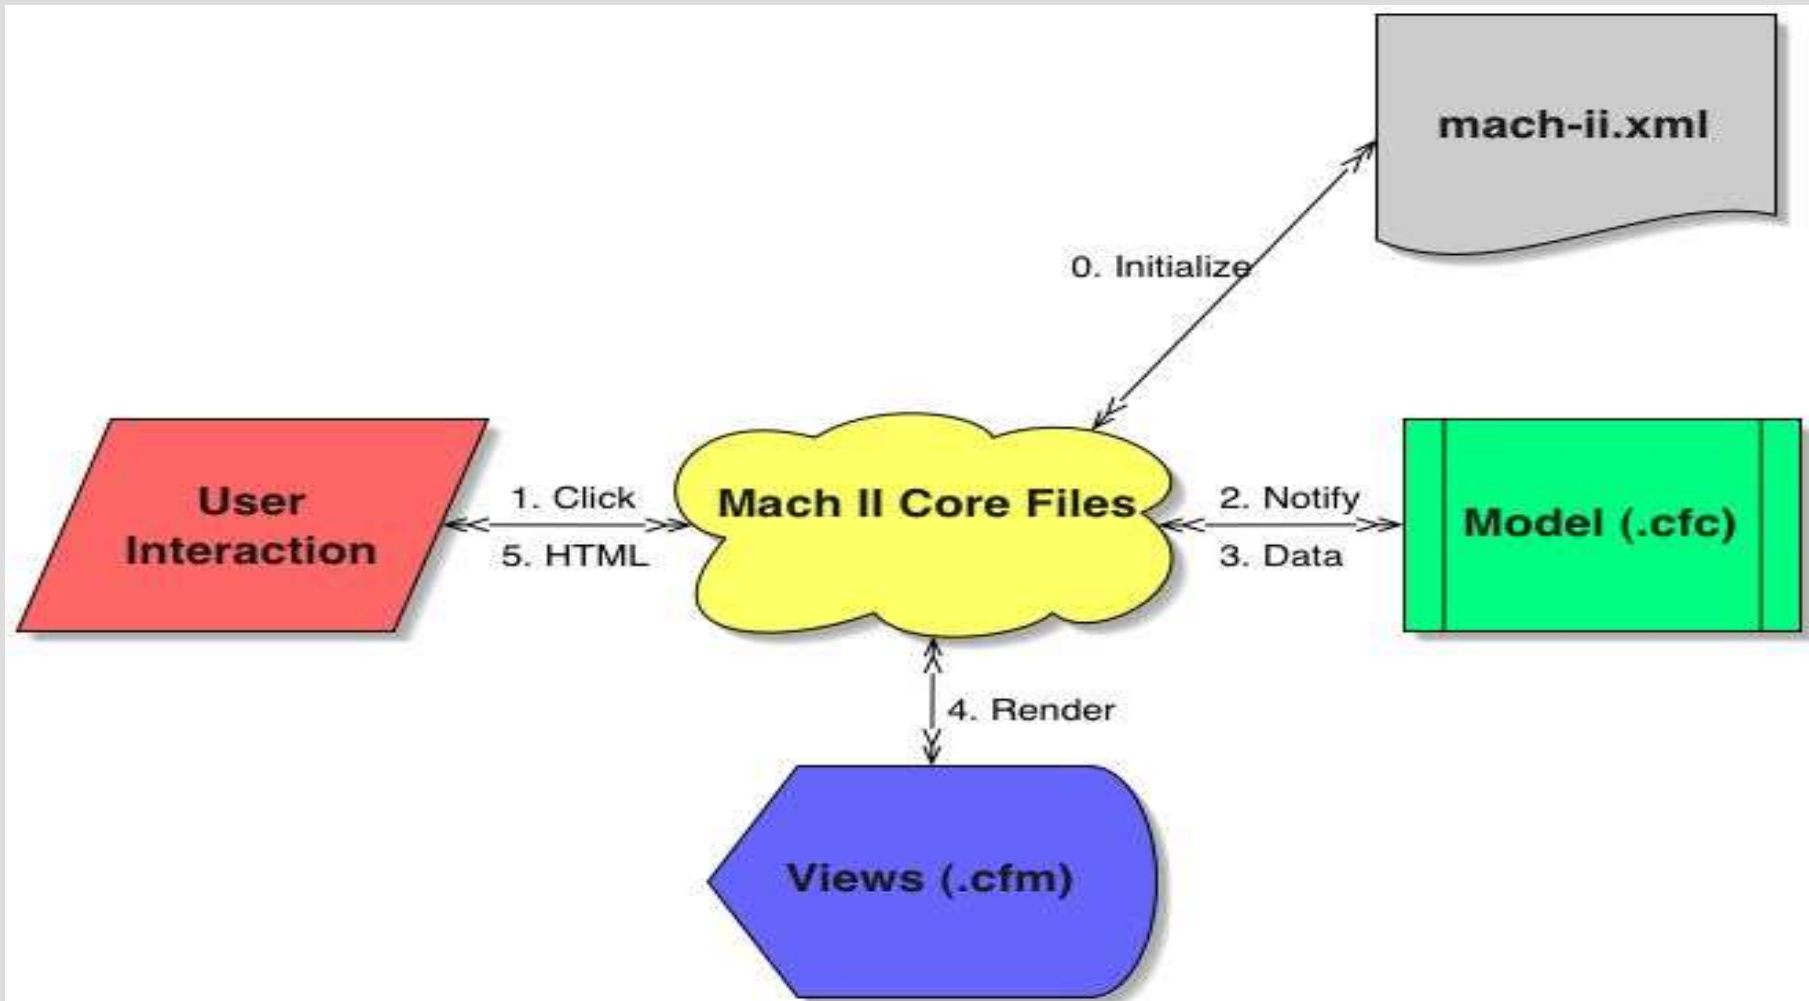 mach-ii.xml
0. Initialize
User
Interaction
1. Click
5. HTML
Mach II Core Files
2. Notify
3. Data
Model (.cfc)
4. Render
Views (.cfm)